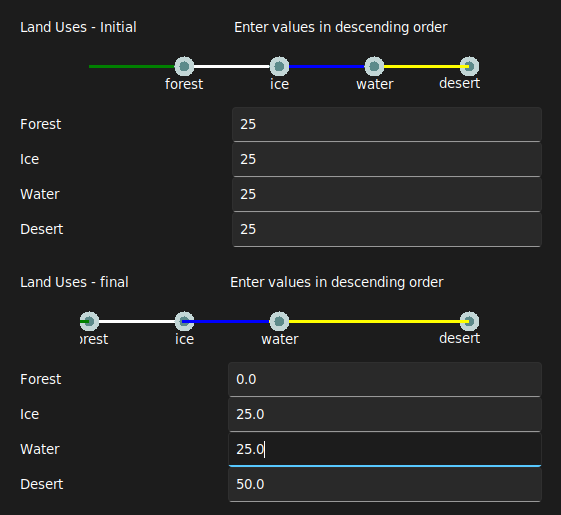 Land Uses - Initial Enter values in descending order
forest ice water desert
Forest 25
Ice 25
Water 25
Desert 25
Land Uses - final Enter values in descending order
orest ice water desert
Forest 0.0
Ice 25.0
Water 25.0
Desert 50.0